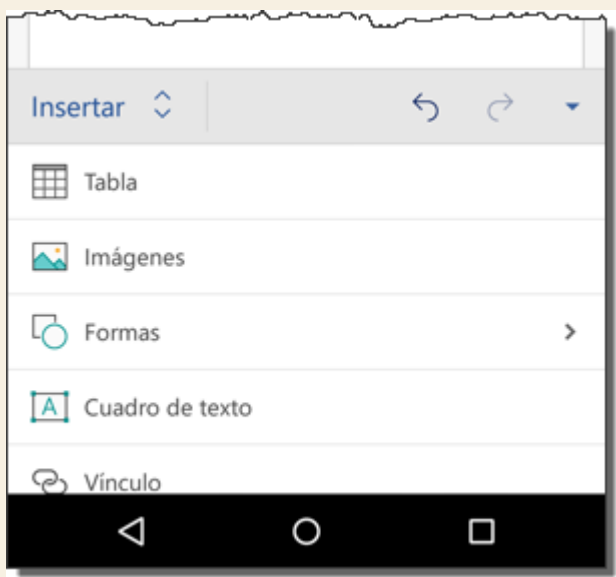 Insertar
Tabla
Imágenes
Formas
Cuadro de texto
Vínculo